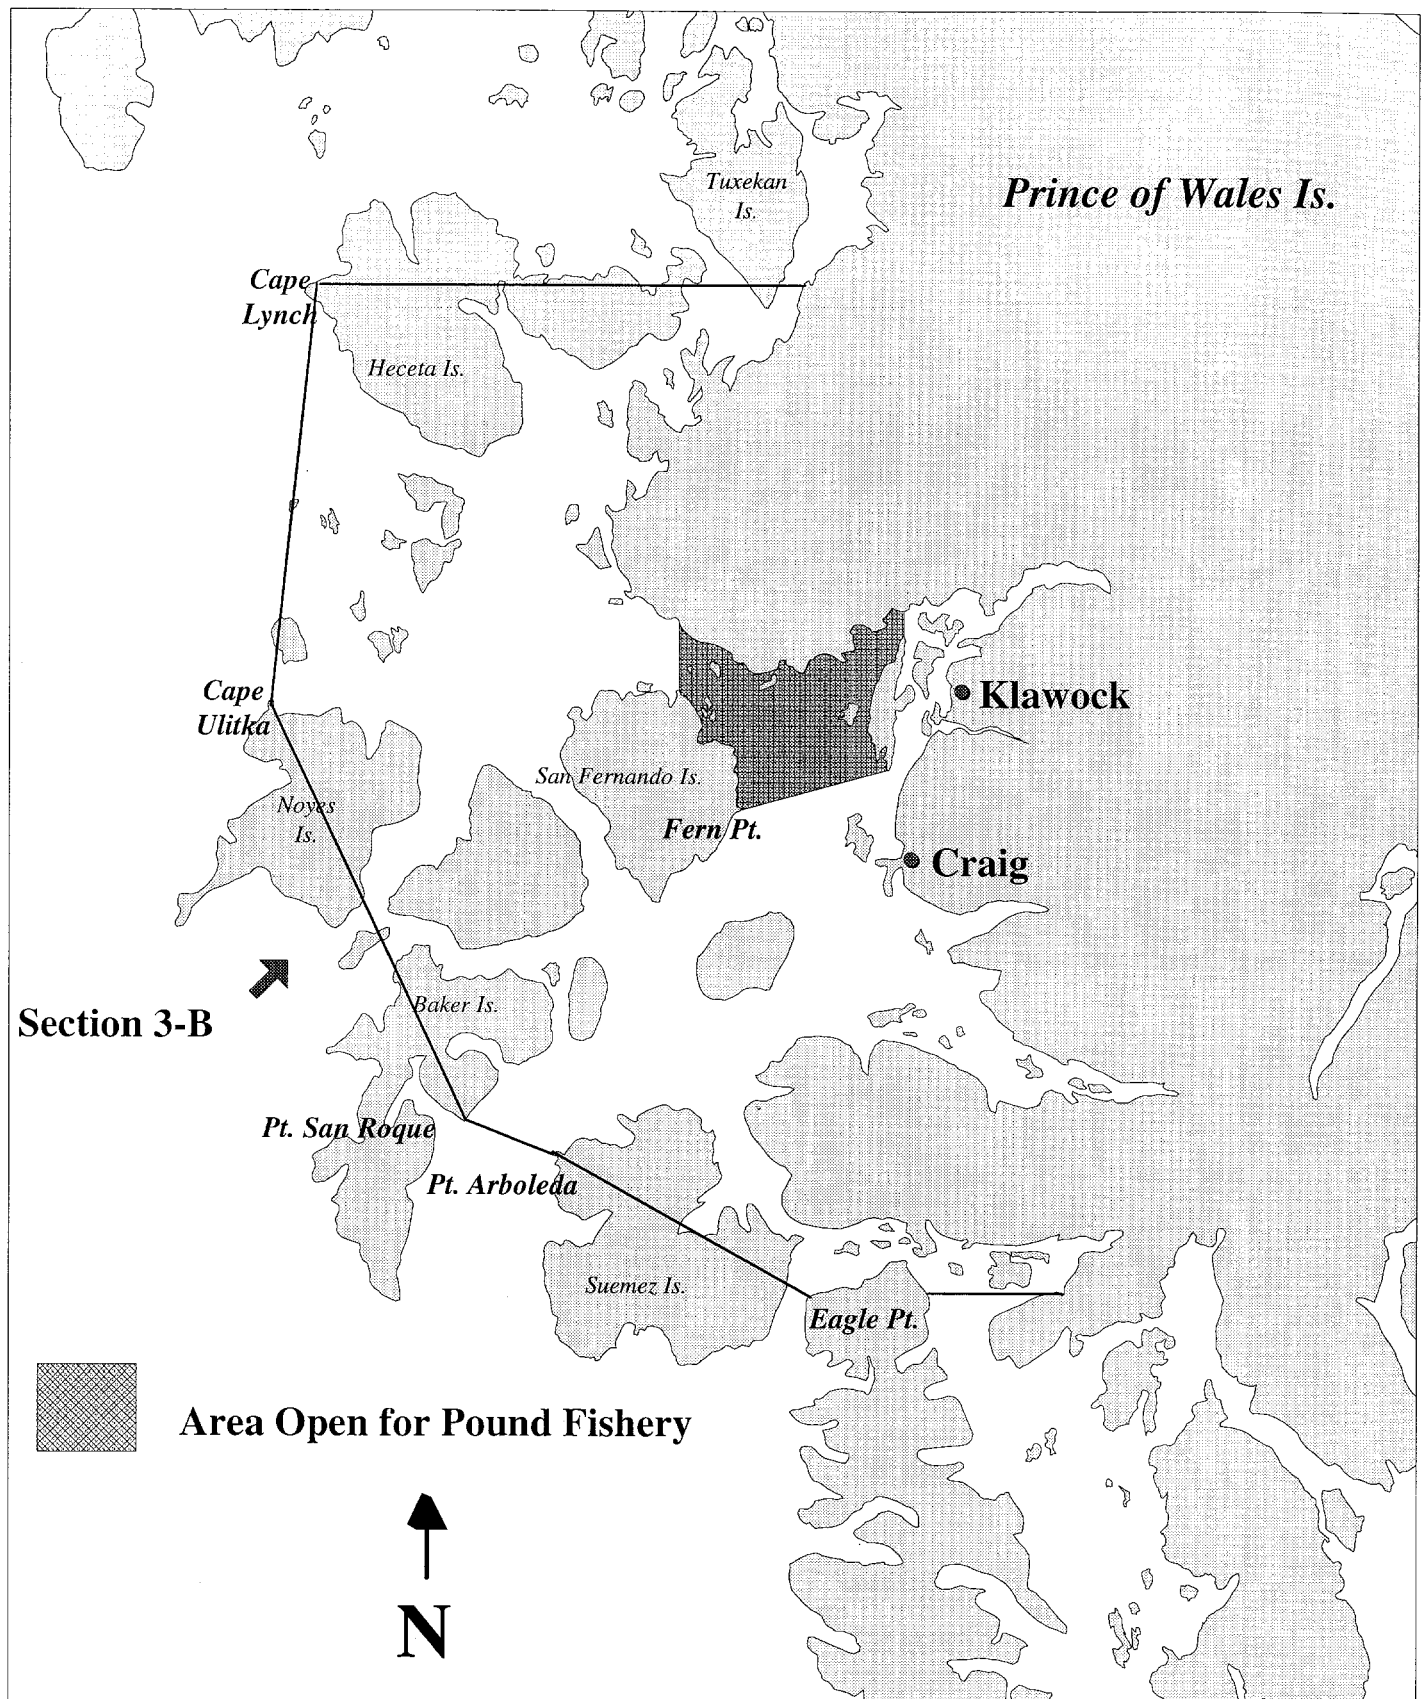 Tuxekan
Is.
Prince of Wales Is.
Cape
Lynch
Heceta Is.
Cape
Ulitka
Klawock
San Fernando Is.
Noyes
Is.
Fern Pt.
Craig
Baker Is.
Section 3-B
Pt. San Roque
Pt. Arboleda
Suemez Is.
Eagle Pt.
Area Open for Pound Fishery
N